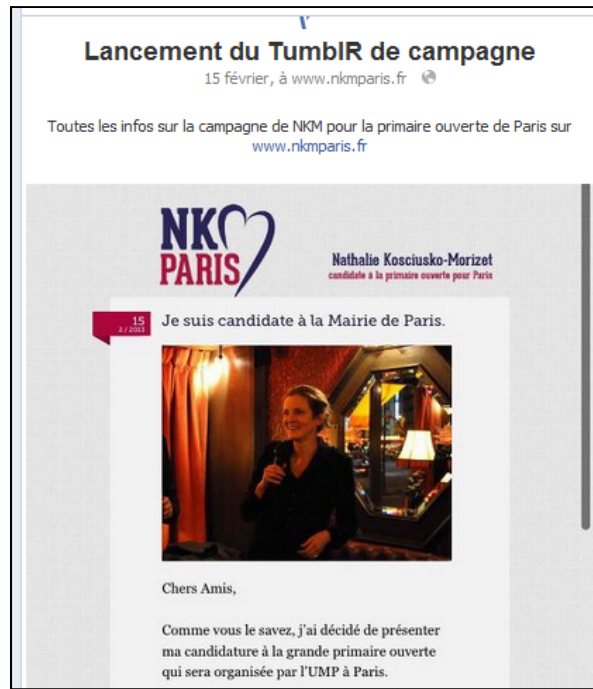 Lancement du TumblR de campagne
15 février, à www.nkmparis.fr
Toutes les infos sur la campagne de NKM pour la primaire ouverte de Paris sur
www.nkmparis.fr
NK
PARIS
Nathalie Kosciusko-Morizet
candidate à la primaire ouverte pour Paris
15
2 / 2013
Je suis candidate à la Mairie de Paris.
Chers Amis,
Comme vous le savez, j'ai décidé de présenter
ma candidature à la grande primaire ouverte
qui sera organisée par l'UMP à Paris.